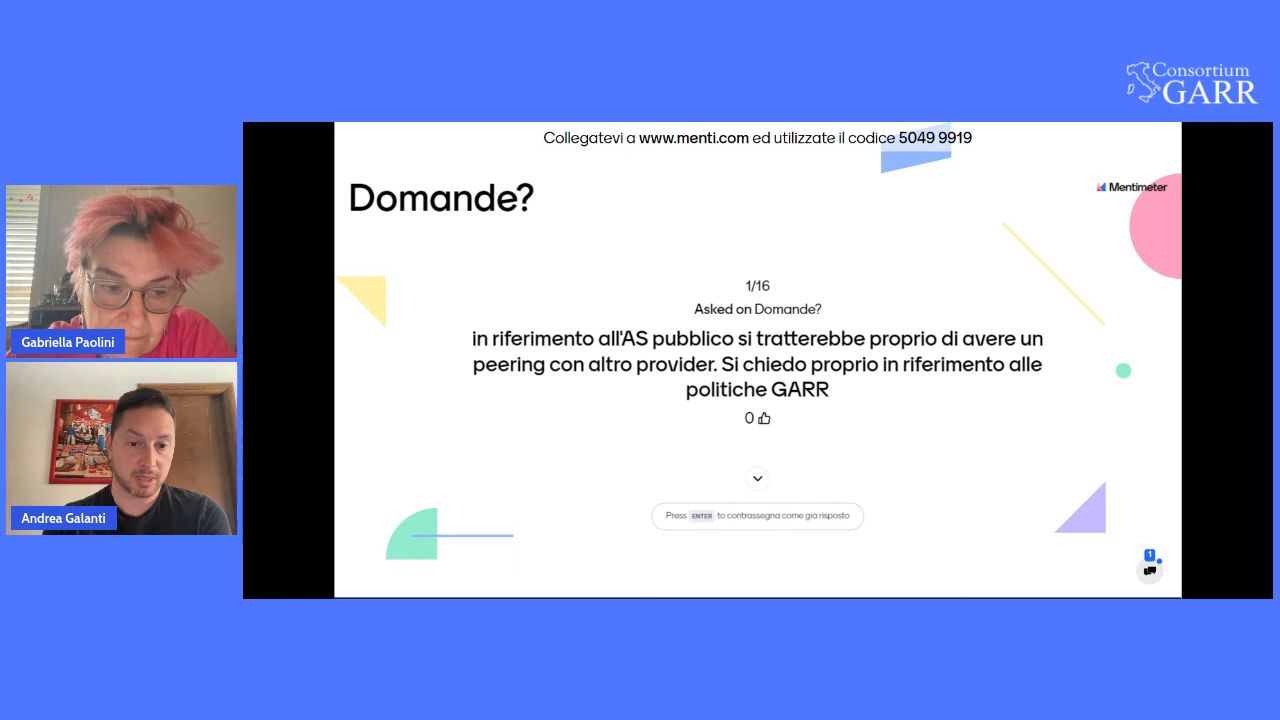 Consortium
GARR
Collegatevi a www.menti.com ed utilizzate il codice 5049 9919
Domande?
Mentimeter
1/16
Asked on Domande?
in riferimento all'AS pubblico si tratterebbe proprio di avere un
peering con altro provider. Si chiedo proprio in riferimento alle
politiche GARR
0
Press ENTER to contrassegna come già risposto
1
Gabriella Paolini
Andrea Galanti